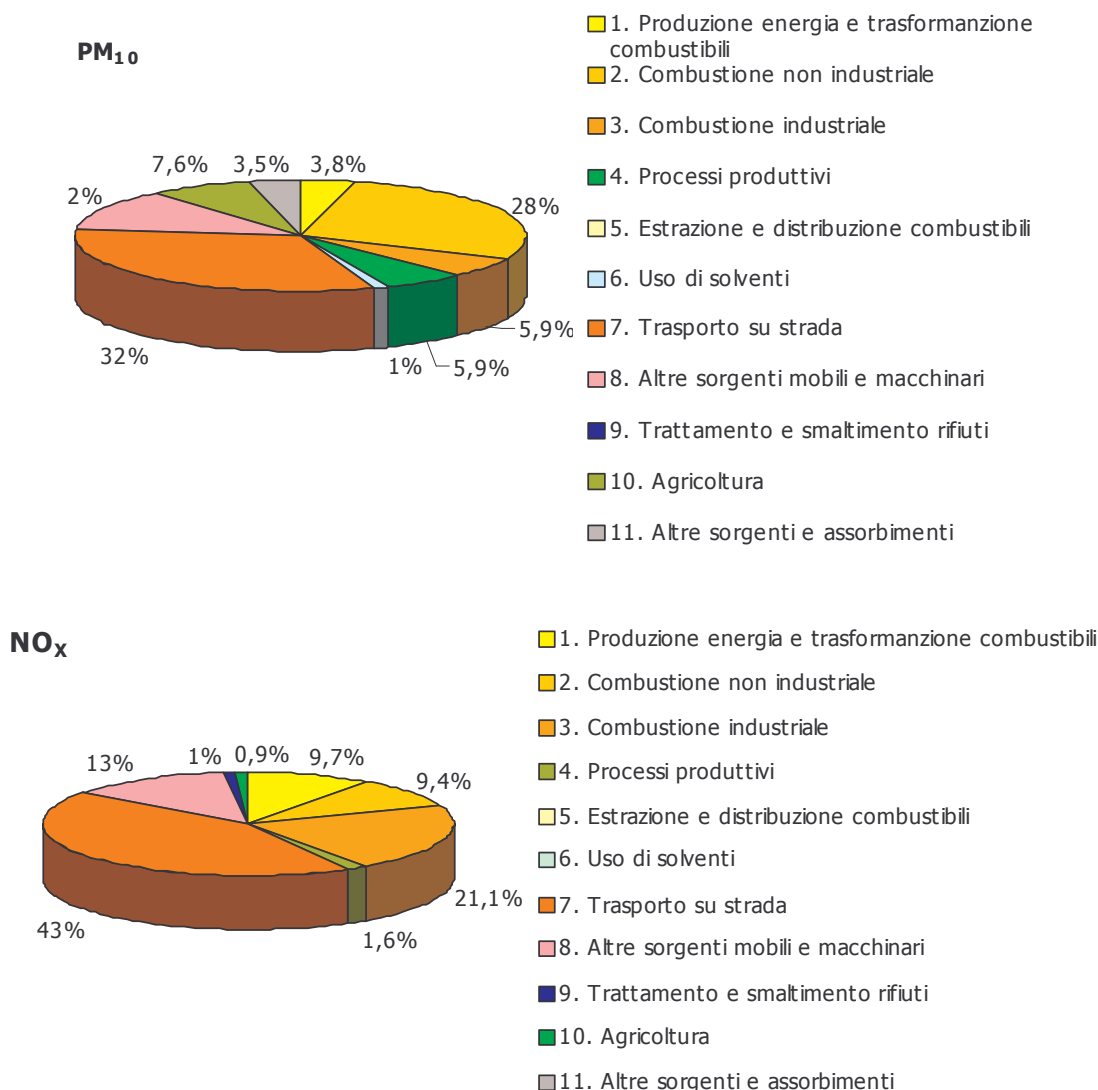 PM10
1. Produzione energia e trasformanzione
combustibili
2. Combustione non industriale
3. Combustione industriale
4. Processi produttivi
5. Estrazione e distribuzione combustibili
6. Uso di solventi
7. Trasporto su strada
8. Altre sorgenti mobili e macchinari
9. Trattamento e smaltimento rifiuti
10. Agricoltura
11. Altre sorgenti e assorbimenti
7,6% 3,5% 3,8%
2%
28%
5,9%
32%
1%
5,9%
NOX
1. Produzione energia e trasformanzione combustibili
2. Combustione non industriale
3. Combustione industriale
4. Processi produttivi
5. Estrazione e distribuzione combustibili
6. Uso di solventi
7. Trasporto su strada
8. Altre sorgenti mobili e macchinari
9. Trattamento e smaltimento rifiuti
10. Agricoltura
11. Altre sorgenti e assorbimenti
13%
1% 0,9% 9,7%
9,4%
21,1%
43%
1,6%